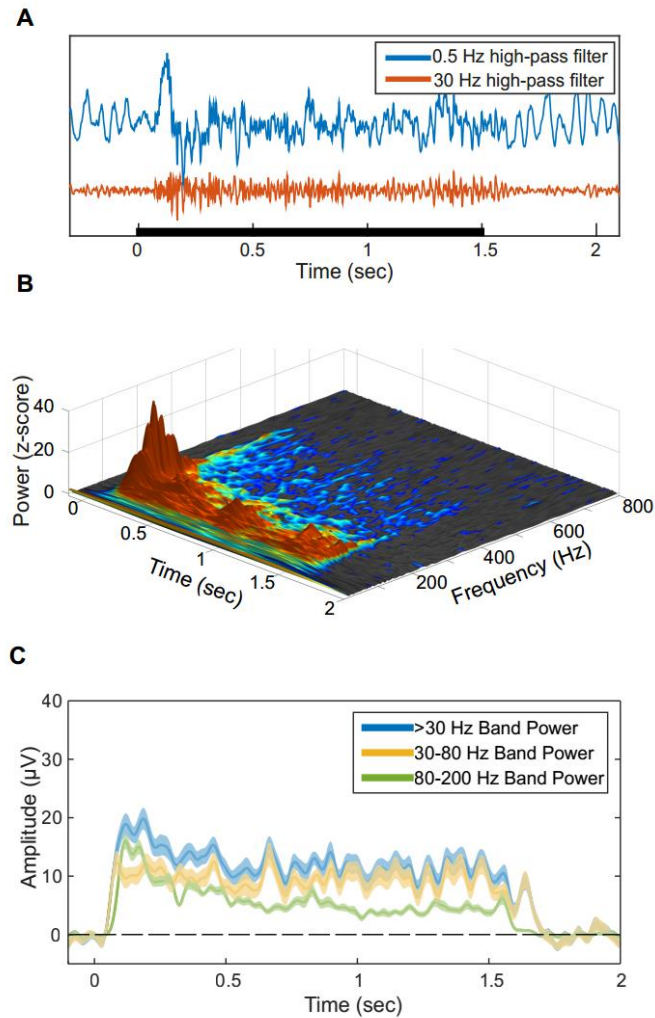 A
0.5 Hz high-pass filter
30 Hz high-pass filter
0 0.5 1 1.5 2
Time (sec)
B
Power (z-score)
40
20
0
0 0.5 1 1.5 2
Time (sec)
200 400 600 800
Frequency (Hz)
C
Amplitude (µV)
40
30
20
10
0
>30 Hz Band Power
30-80 Hz Band Power
80-200 Hz Band Power
0 0.5 1 1.5 2
Time (sec)